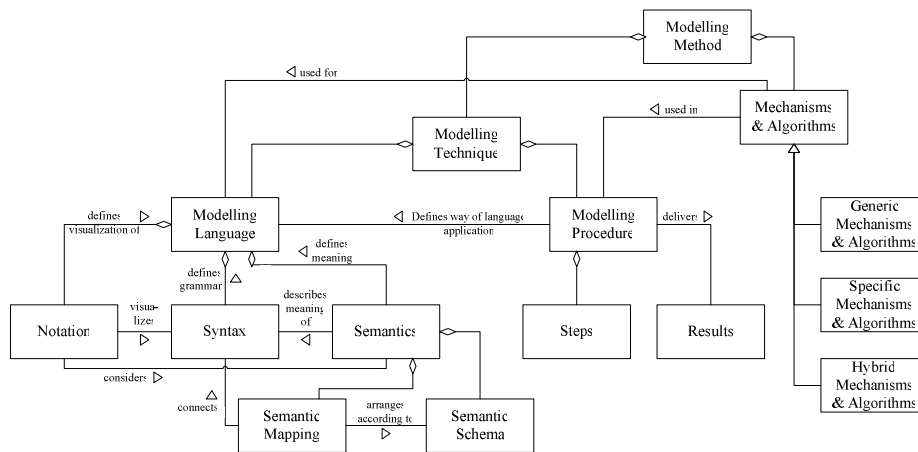 Modelling
Method
used for
Mechanisms
& Algorithms
used in
Modelling
Technique
defines
visualization of
Modelling
Language
Defines way of language
application
Modelling
Procedure
delivers
Generic
Mechanisms
& Algorithms
defines
meaning
defines
grammar
Notation
visua-
lizes
Syntax
describes
meaning
of
Semantics
Steps
Results
Specific
Mechanisms
& Algorithms
considers
connects
Semantic
Mapping
arranges
according to
Semantic
Schema
Hybrid
Mechanisms
& Algorithms